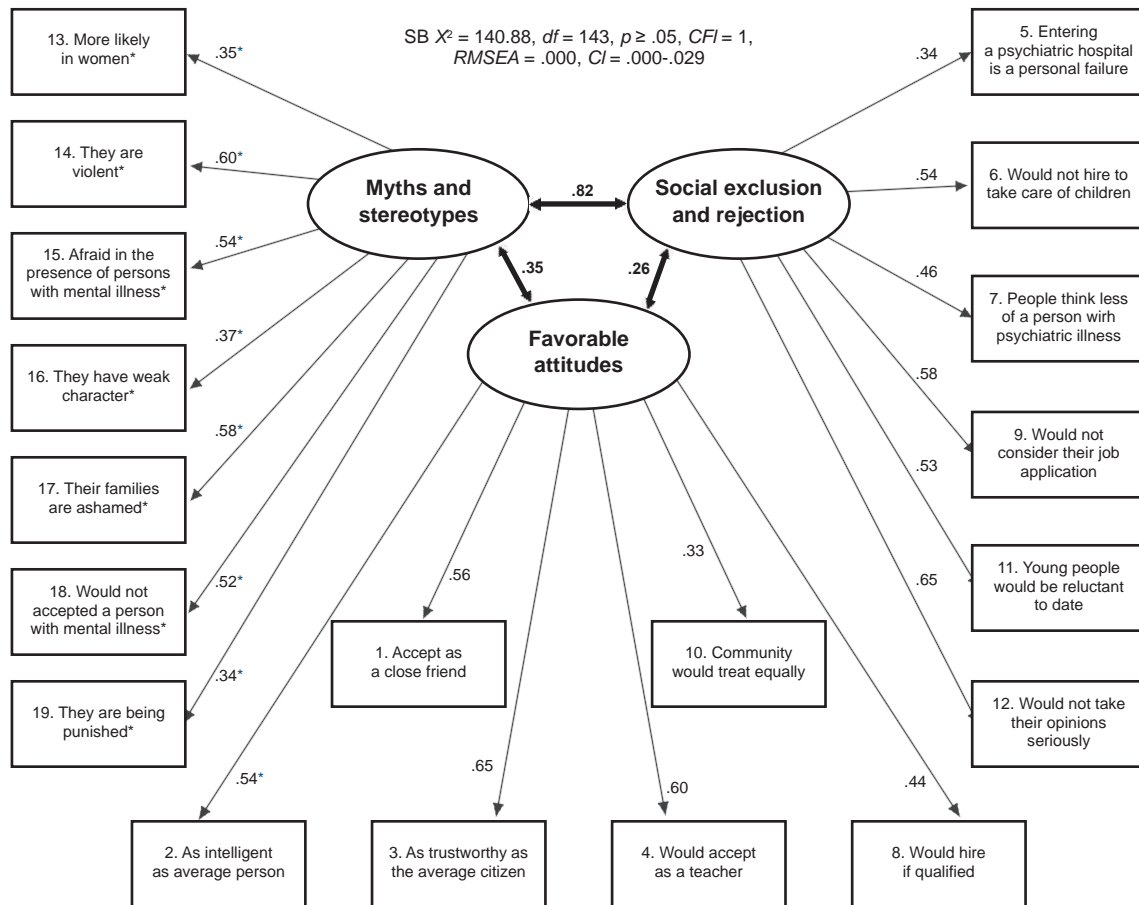 SB X² = 140.88, df = 143, p ≥ .05, CFI = 1,
RMSEA = .000, CI = .000-.029
13. More likely
in women*
.35*
14. They are
violent*
.60*
15. Afraid in the
presence of persons
with mental illness*
.54*
16. They have weak
character*
.37*
17. Their families
are ashamed*
.58*
18. Would not
accepted a person
with mental illness*
.52*
19. They are being
punished*
.34*
Myths and
stereotypes
.82
Social exclusion
and rejection
.35
.26
Favorable
attitudes
5. Entering
a psychiatric hospital
is a personal failure
.34
6. Would not hire to
take care of children
.54
7. People think less
of a person wirh
psychiatric illness
.46
9. Would not
consider their job
application
.58
11. Young people
would be reluctant
to date
.53
12. Would not take
their opinions
seriously
.65
.56
1. Accept as
a close friend
.33
10. Community
would treat equally
.54*
2. As intelligent
as average person
.65
3. As trustworthy as
the average citizen
.60
4. Would accept
as a teacher
.44
8. Would hire
if qualified